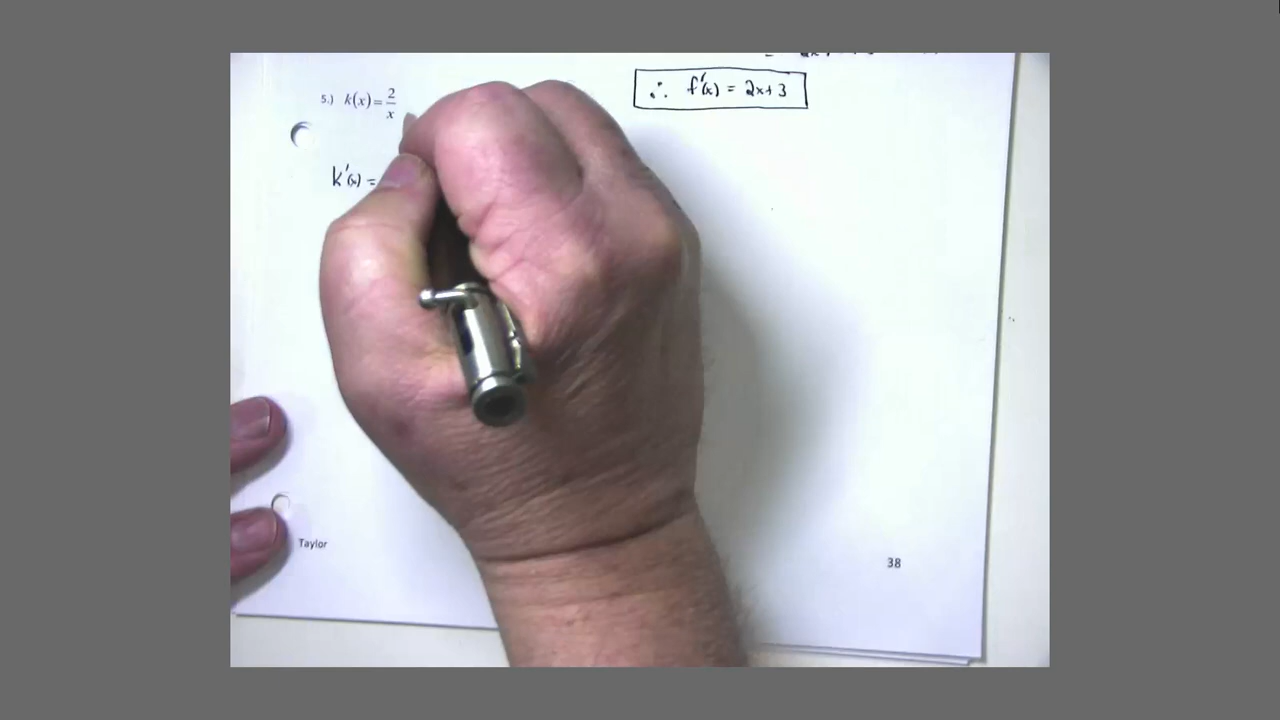 ∴ f'(x) = 2x+3
5.) k(x) = 2/x
k'(x) =
Taylor
38